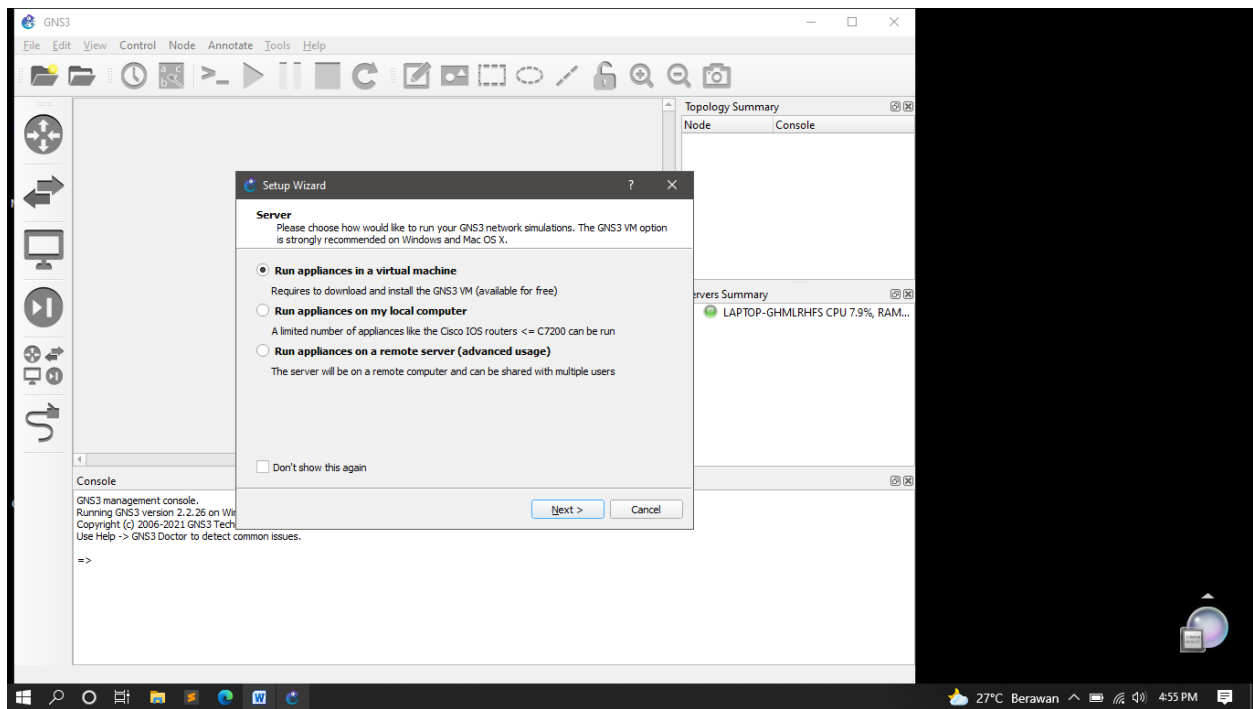 GNS3
File Edit View Control Node Annotate Tools Help
Topology Summary
Node Console
Setup Wizard ?
Server
Please choose how would like to run your GNS3 network simulations. The GNS3 VM option
is strongly recommended on Windows and Mac OS X.
Run appliances in a virtual machine
Requires to download and install the GNS3 VM (available for free)
Run appliances on my local computer
A limited number of appliances like the Cisco IOS routers <= C7200 can be run
Run appliances on a remote server (advanced usage)
The server will be on a remote computer and can be shared with multiple users
Don't show this again
Next > Cancel
ervers Summary
LAPTOP-GHMLRHFS CPU 7.9%, RAM...
Console
GNS3 management console.
Running GNS3 version 2.2.26 on Wi
Copyright (c) 2006-2021 GNS3 Tech
Use Help -> GNS3 Doctor to detect common issues.
=>
27°C Berawan 4:55 PM